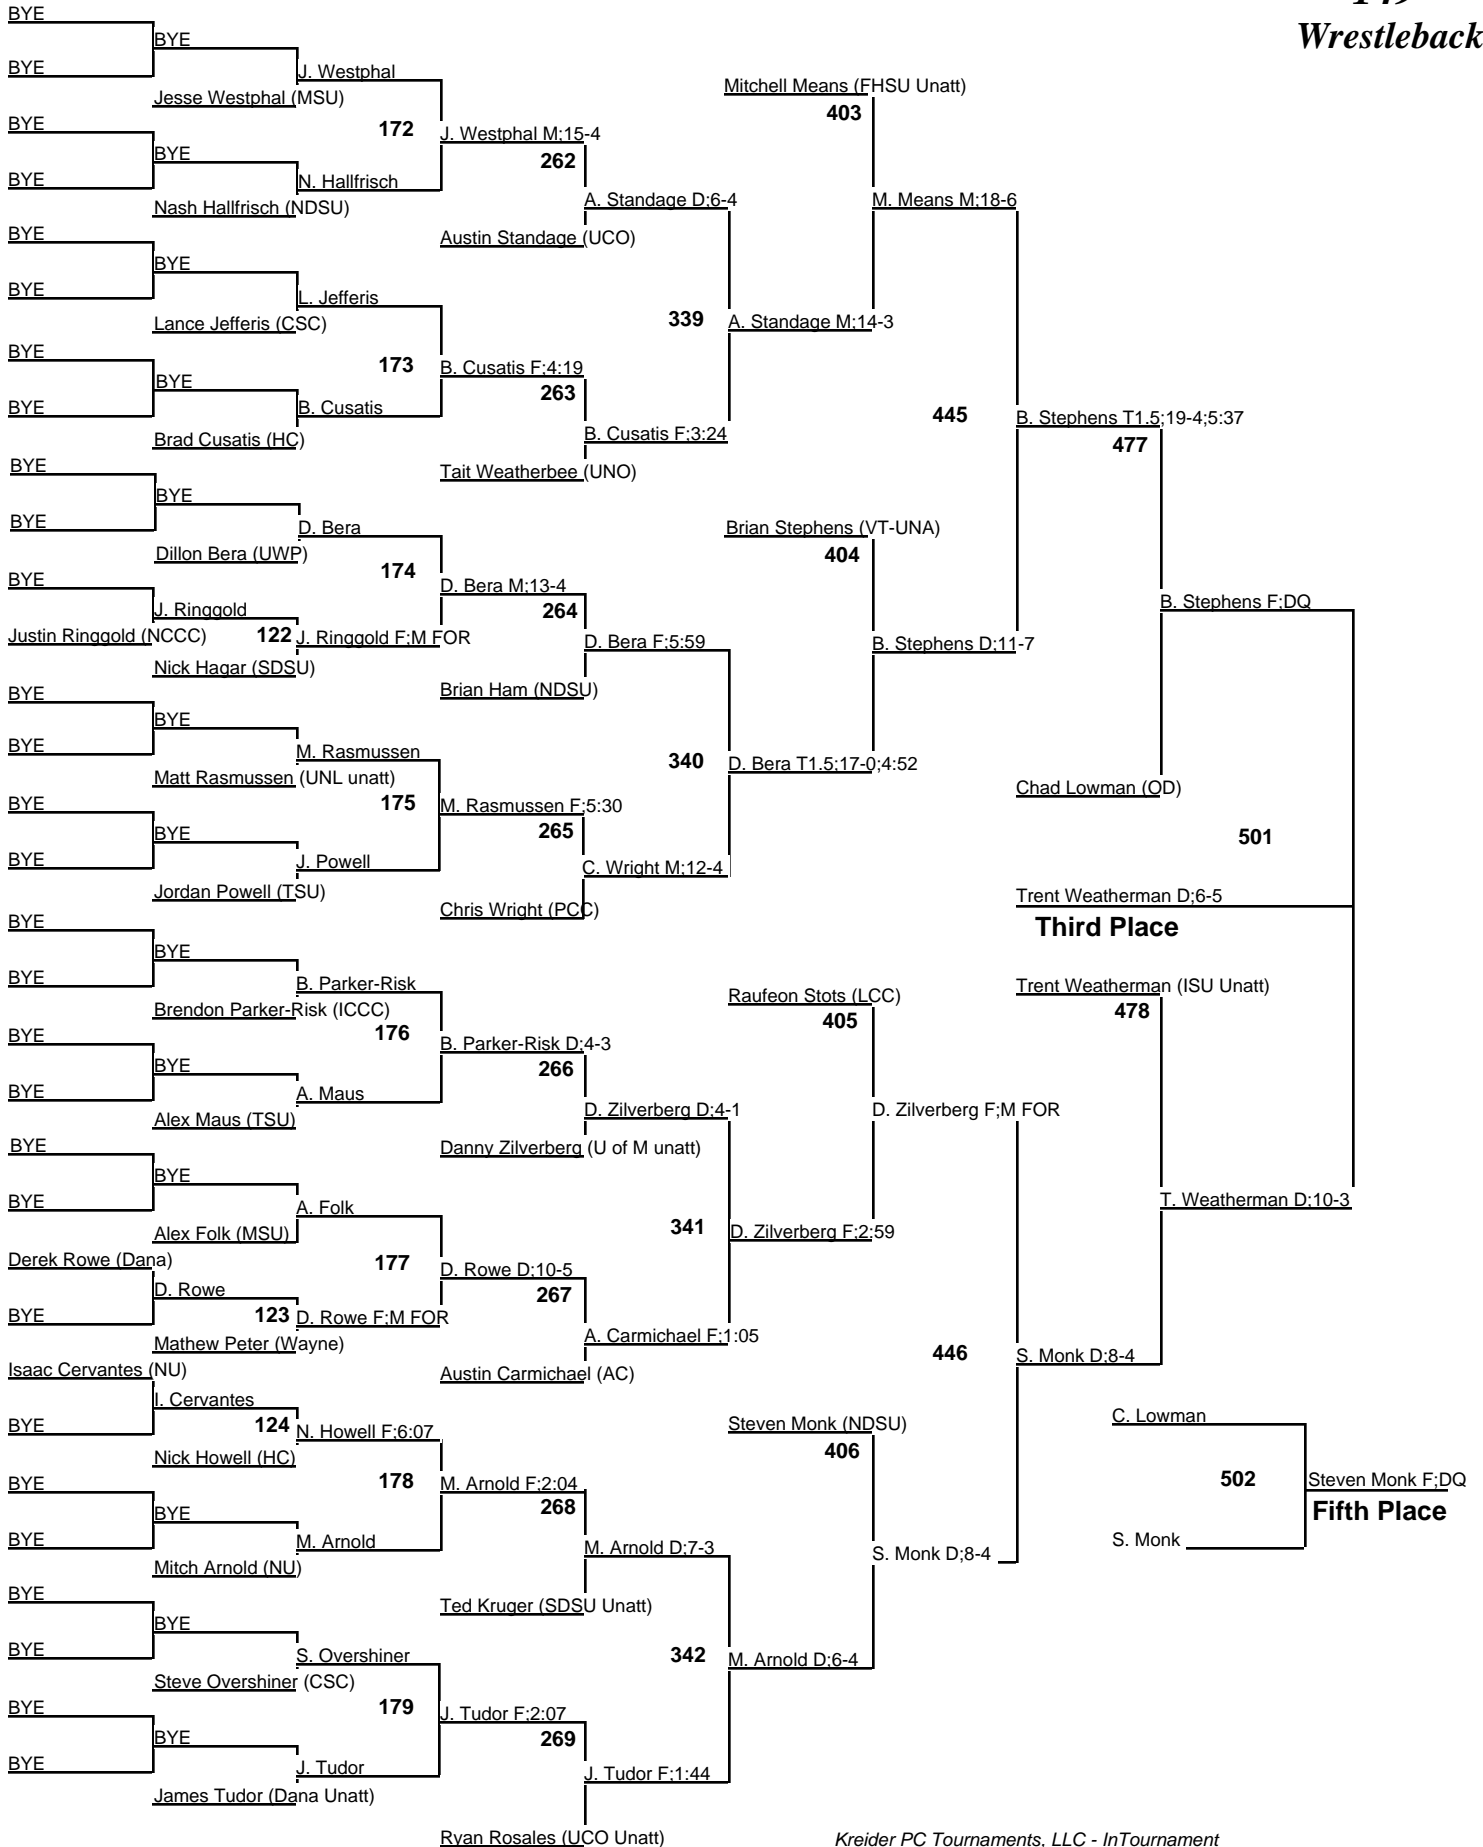 Wrestleback
BYE
BYE
BYE
J. Westphal
Mitchell Means (FHSU Unatt)
BYE
Jesse Westphal (MSU)
403
BYE
172
J. Westphal M;15-4
BYE
262
BYE
N. Hallfrisch
A. Standage D;6-4
M. Means M;18-6
Nash Hallfrisch (NDSU)
BYE
Austin Standage (UCO)
BYE
BYE
L. Jefferis
Lance Jefferis (CSC)
339
A. Standage M;14-3
BYE
173
B. Cusatis F;4:19
BYE
263
BYE
B. Cusatis
445
B. Stephens T1.5;19-4;5:37
Brad Cusatis (HC)
B. Cusatis F;3:24
477
BYE
Tait Weatherbee (UNO)
BYE
BYE
D. Bera
Brian Stephens (VT-UNA)
Dillon Bera (UWP)
404
174
BYE
D. Bera M;13-4
J. Ringgold
264
B. Stephens F;DQ
Justin Ringgold (NCCC)
122
J. Ringgold F;M FOR
D. Bera F;5:59
B. Stephens D;11-7
Nick Hagar (SDSU)
BYE
Brian Ham (NDSU)
BYE
BYE
M. Rasmussen
340
D. Bera T1.5;17-0;4:52
Matt Rasmussen (UNL unatt)
Chad Lowman (OD)
BYE
175
M. Rasmussen F;5:30
BYE
265
501
BYE
J. Powell
C. Wright M;12-4
Jordan Powell (TSU)
Trent Weatherman D;6-5
BYE
Chris Wright (PCC)
Third Place
BYE
BYE
B. Parker-Risk
Raufeon Stots (LCC)
Trent Weatherman (ISU Unatt)
Brendon Parker-Risk (ICCC)
405
478
BYE
176
B. Parker-Risk D;4-3
BYE
266
BYE
A. Maus
D. Zilverberg D;4-1
D. Zilverberg F;M FOR
Alex Maus (TSU)
BYE
Danny Zilverberg (U of M unatt)
BYE
BYE
A. Folk
T. Weatherman D;10-3
Alex Folk (MSU)
341
D. Zilverberg F;2:59
Derek Rowe (Dana)
177
D. Rowe D;10-5
D. Rowe
267
BYE
123
D. Rowe F;M FOR
A. Carmichael F;1:05
Mathew Peter (Wayne)
446
S. Monk D;8-4
Isaac Cervantes (NU)
Austin Carmichael (AC)
I. Cervantes
C. Lowman
BYE
124
N. Howell F;6:07
Steven Monk (NDSU)
Nick Howell (HC)
406
BYE
178
M. Arnold F;2:04
502
Steven Monk F;DQ
BYE
268
Fifth Place
BYE
M. Arnold
M. Arnold D;7-3
S. Monk D;8-4
S. Monk
Mitch Arnold (NU)
BYE
Ted Kruger (SDSU Unatt)
BYE
BYE
S. Overshiner
342
M. Arnold D;6-4
Steve Overshiner (CSC)
BYE
179
J. Tudor F;2:07
BYE
269
BYE
J. Tudor
J. Tudor F;1:44
James Tudor (Dana Unatt)
Ryan Rosales (UCO Unatt)
Kreider PC Tournaments, LLC - InTournament